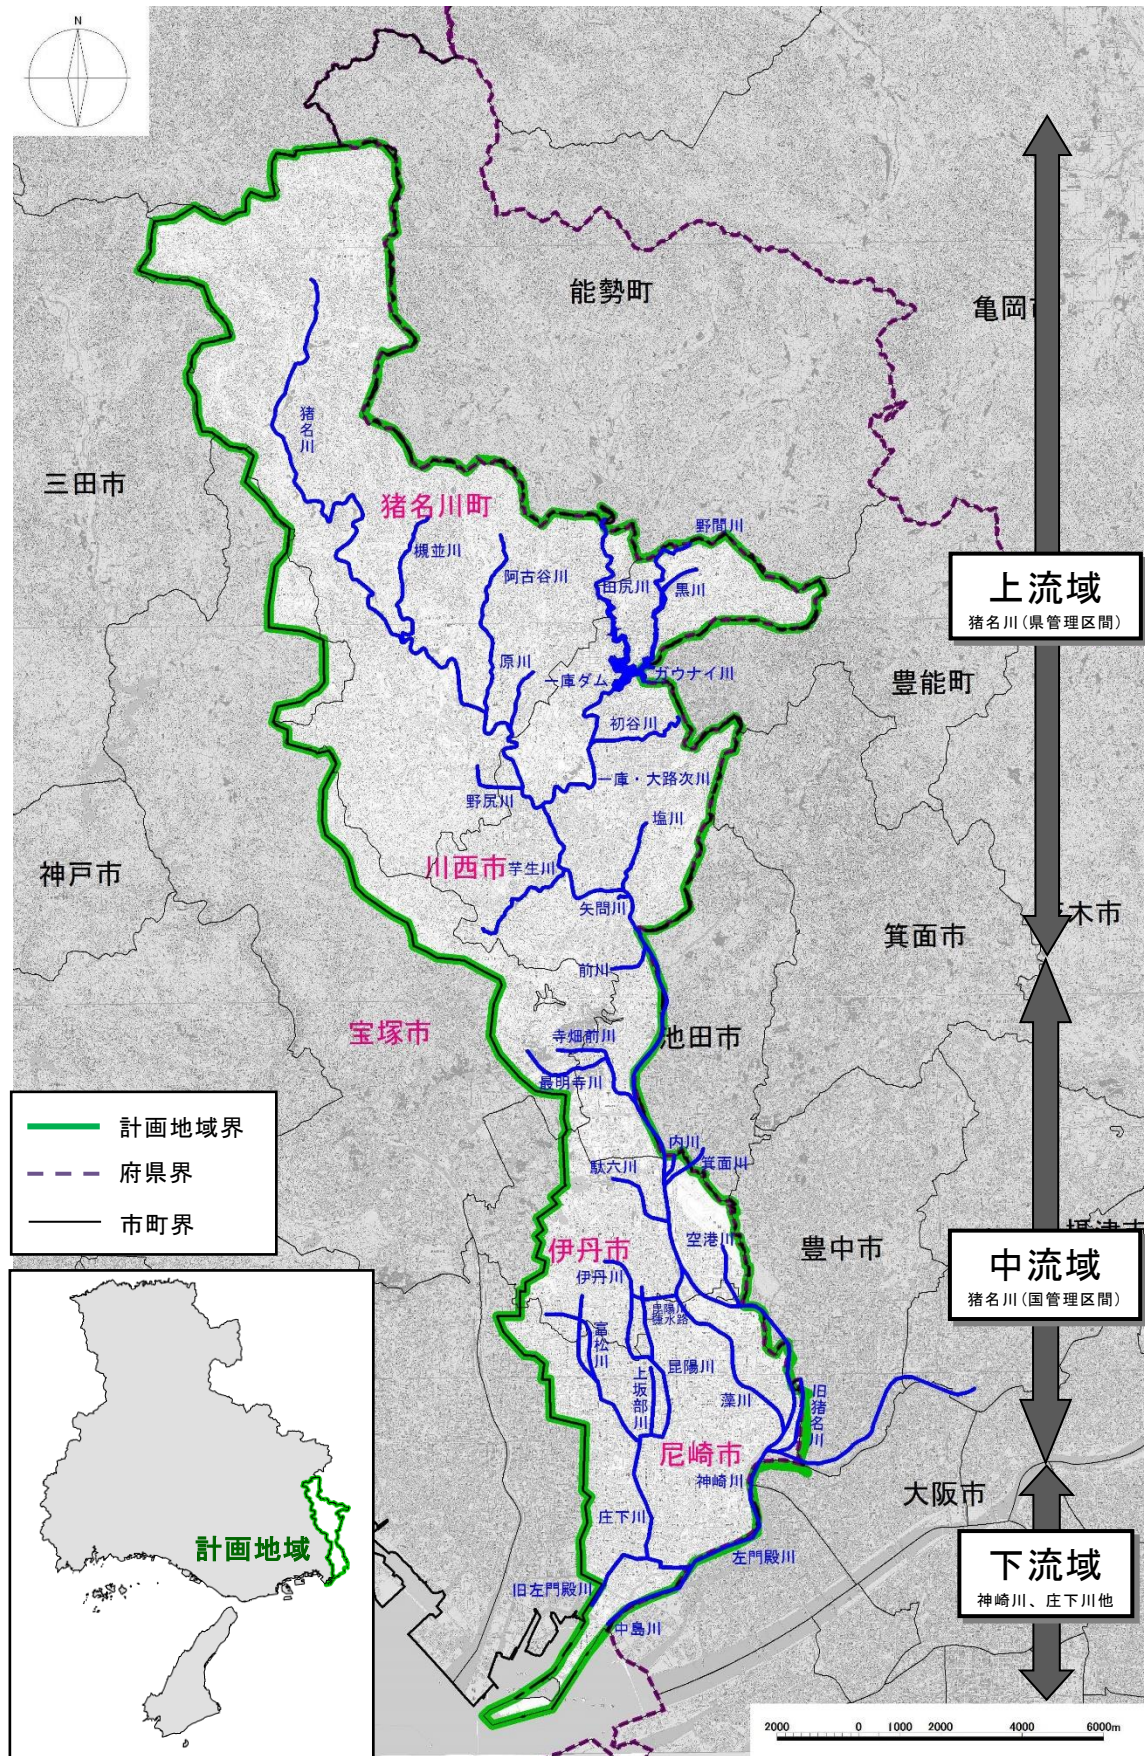 N
能勢町
亀岡市
猪名川
三田市
猪名川町
野間川
槻並川
阿古谷川
田尻川
黒川
上流域
猪名川(県管理区間)
原川
一庫ダム
ガウナイ川
豊能町
初谷川
一庫・大路次川
野尻川
塩川
神戸市
川西市
芋生川
矢問川
木市
箕面市
前川
宝塚市
寺畑前川
池田市
最明寺川
計画地域界
府県界
市町界
内川
駄六川
箕面川
伊丹市
空港川
豊中市
摂津市
中流域
猪名川(国管理区間)
伊丹川
昆陽川
富松川
上坂部川
昆陽川
藻川
旧猪名川
尼崎市
神崎川
大阪市
庄下川
左門殿川
下流域
神崎川、庄下川他
計画地域
旧左門殿川
中島川
2000 0 1000 2000 4000 6000m